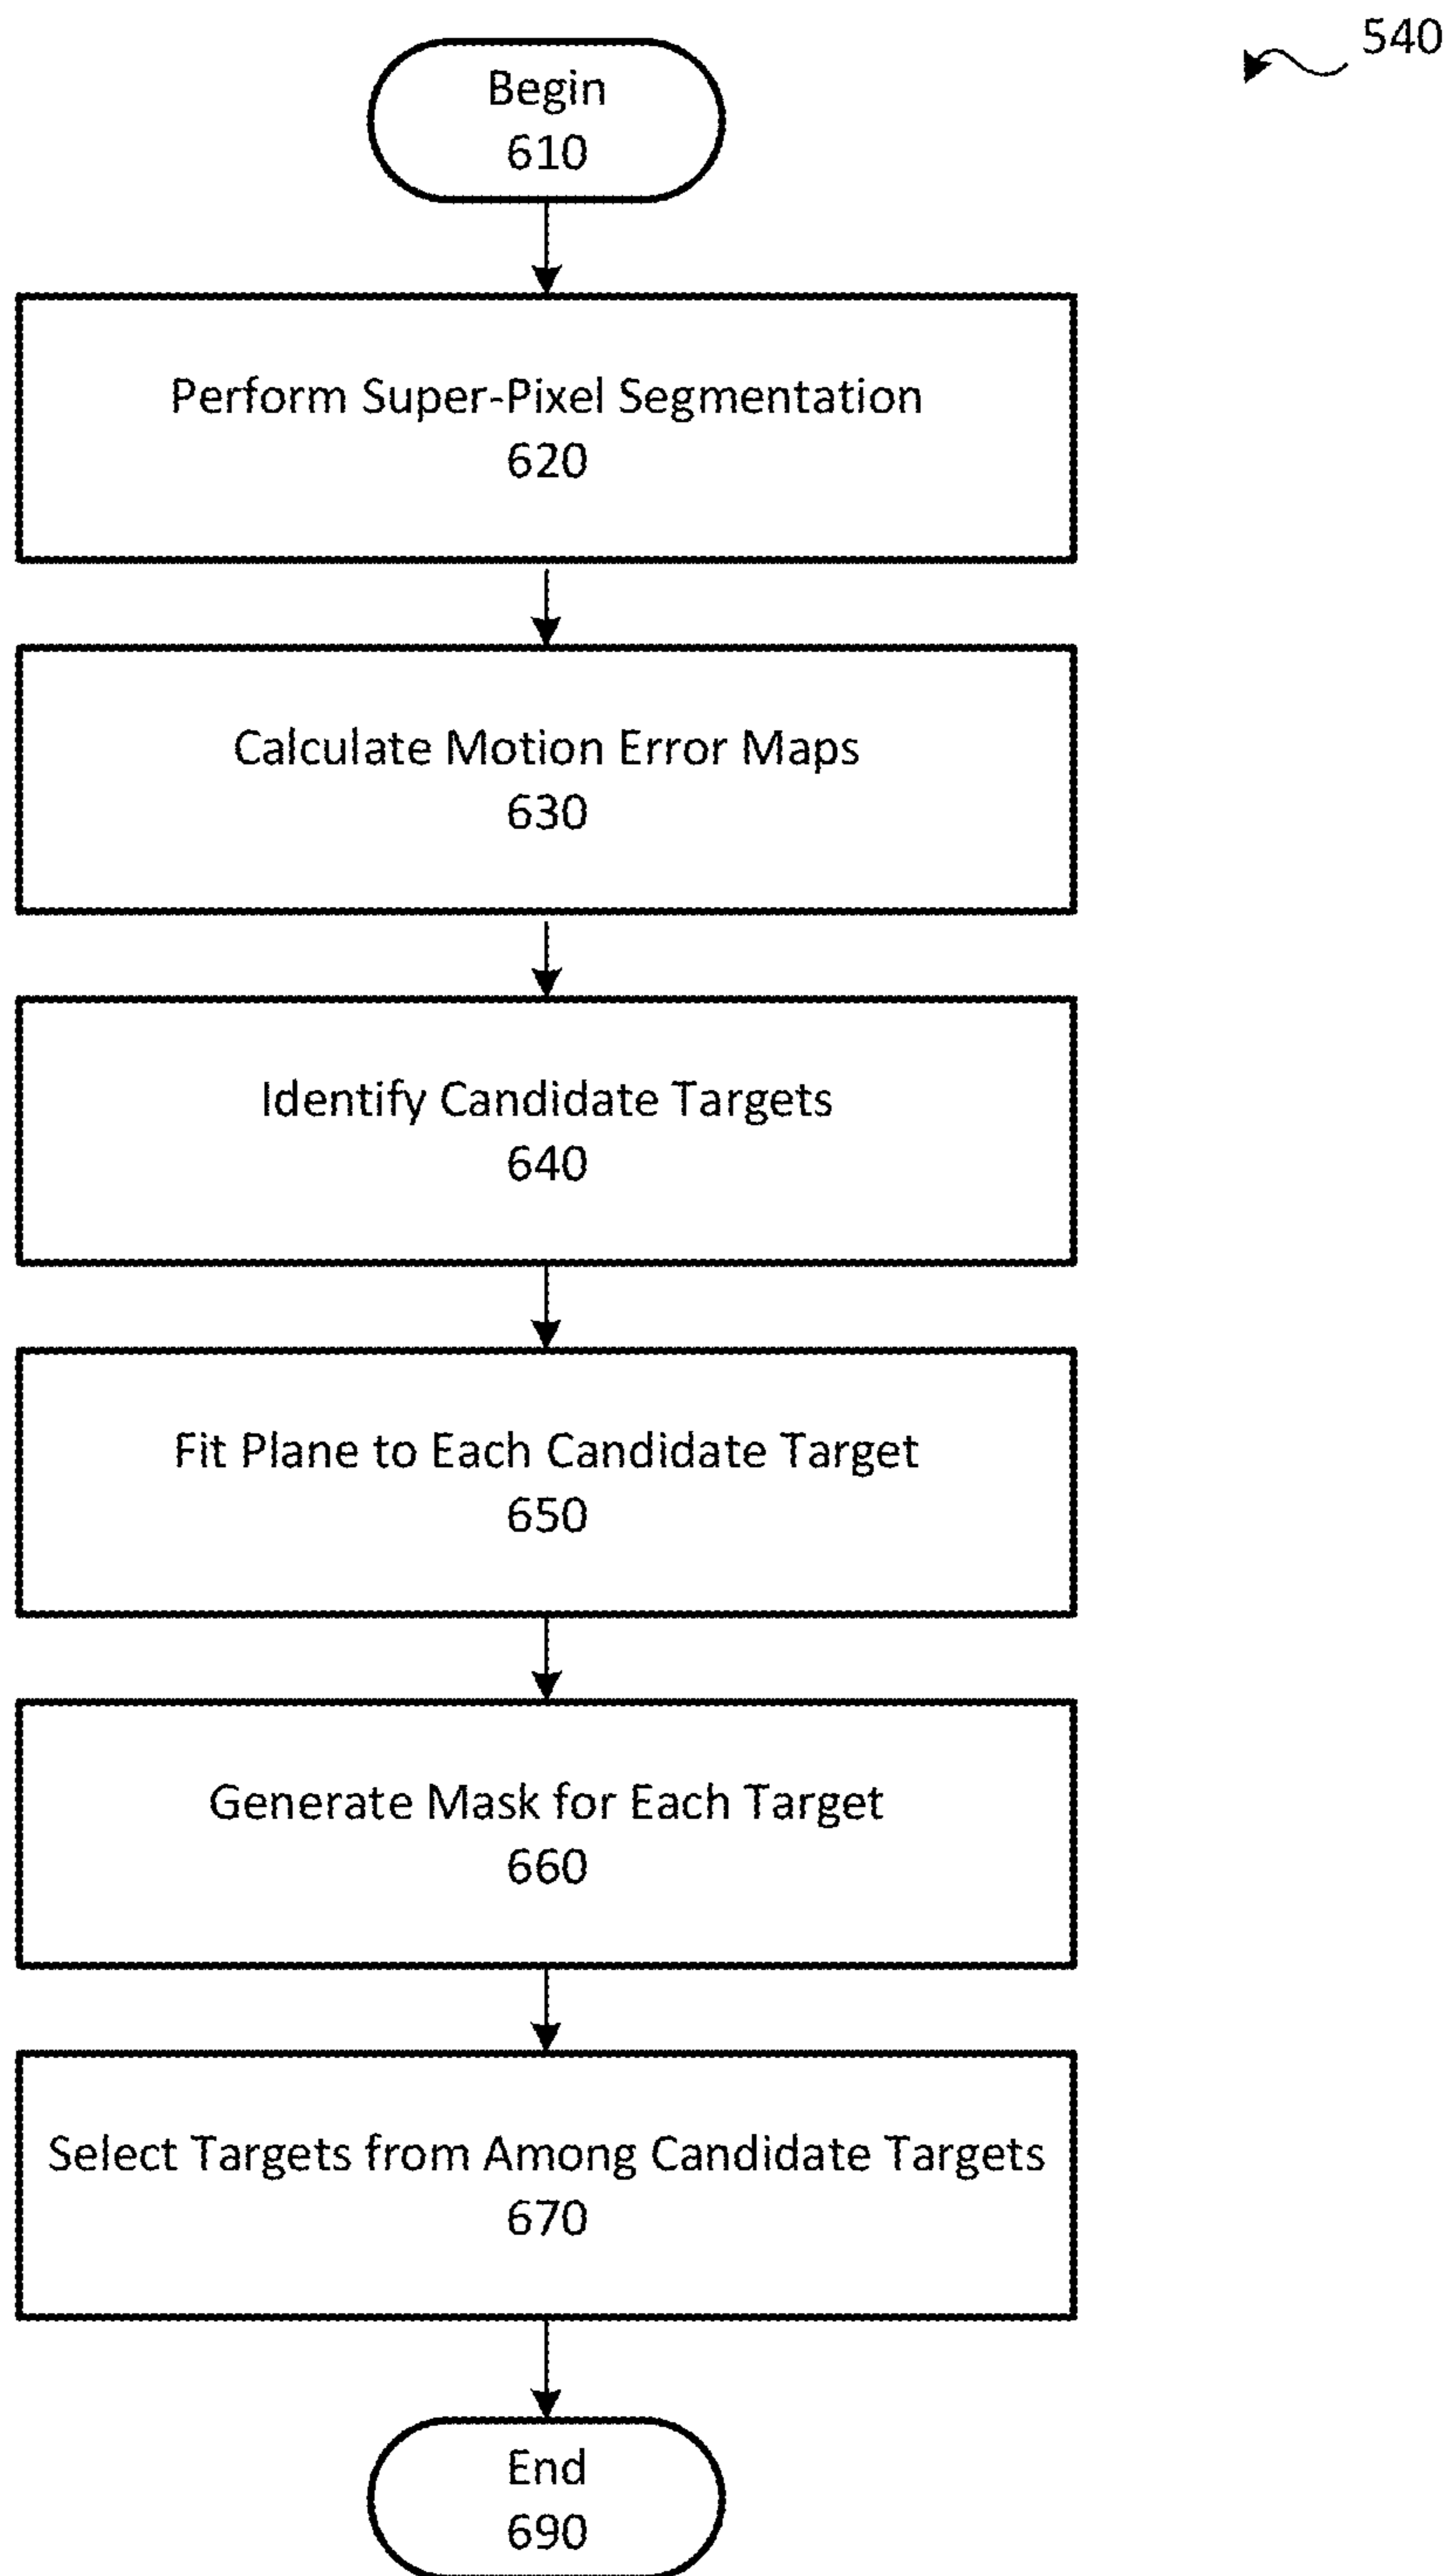 540
Begin
610
Perform Super-Pixel Segmentation
620
Calculate Motion Error Maps
630
Identify Candidate Targets
640
Fit Plane to Each Candidate Target
650
Generate Mask for Each Target
660
Select Targets from Among Candidate Targets
670
End
690